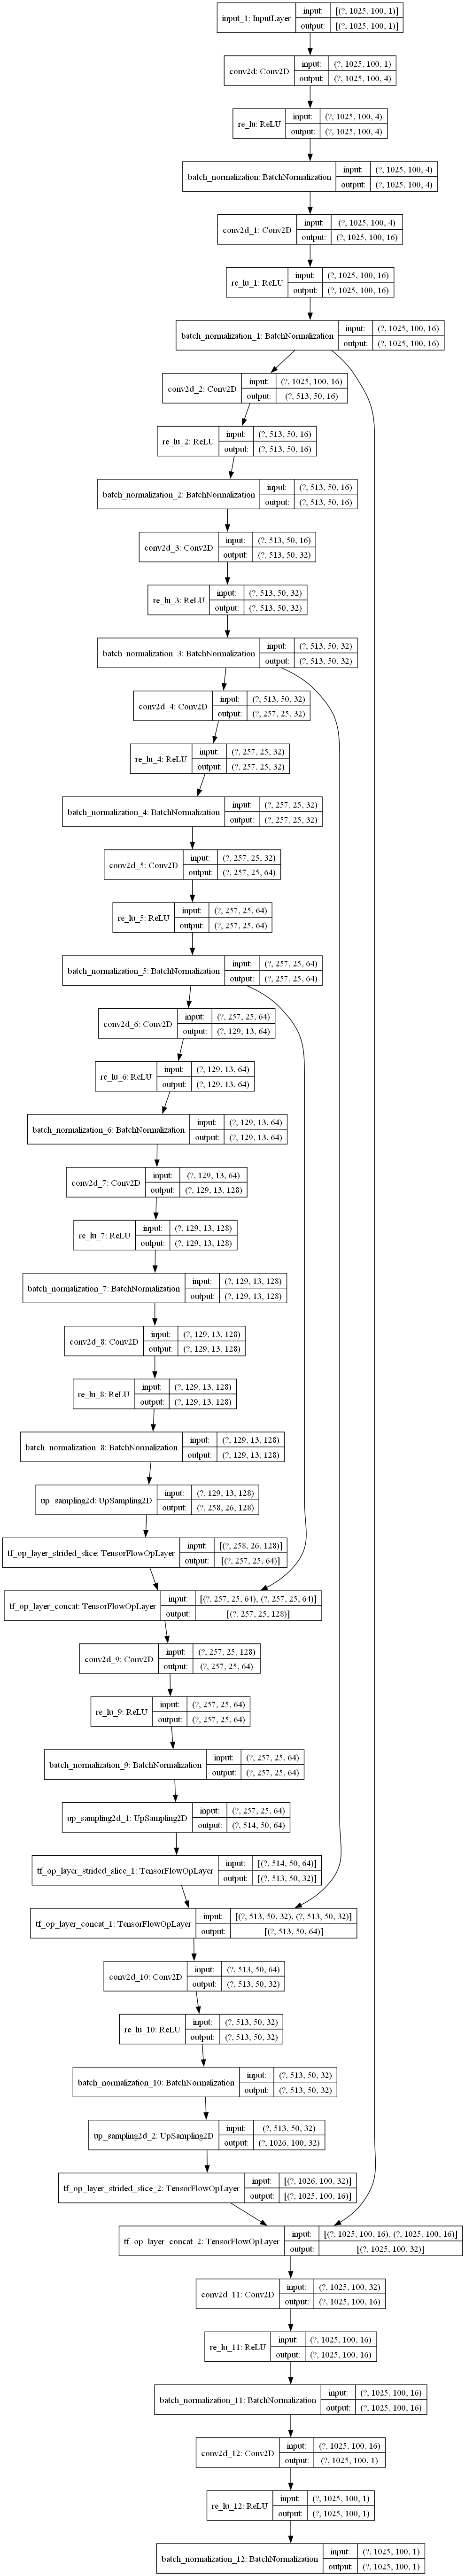 input_1: InputLayer input: [(?, 1025, 100, 1)]
output: [(?, 1025, 100, 1)]
conv2d: Conv2D input: (?, 1025, 100, 1)
output: (?, 1025, 100, 4)
re_lu: ReLU input: (?, 1025, 100, 4)
output: (?, 1025, 100, 4)
batch_normalization: BatchNormalization input: (?, 1025, 100, 4)
output: (?, 1025, 100, 4)
conv2d_1: Conv2D input: (?, 1025, 100, 4)
output: (?, 1025, 100, 16)
re_lu_1: ReLU input: (?, 1025, 100, 16)
output: (?, 1025, 100, 16)
batch_normalization_1: BatchNormalization input: (?, 1025, 100, 16)
output: (?, 1025, 100, 16)
conv2d_2: Conv2D input: (?, 1025, 100, 16)
output: (?, 513, 50, 16)
re_lu_2: ReLU input: (?, 513, 50, 16)
output: (?, 513, 50, 16)
batch_normalization_2: BatchNormalization input: (?, 513, 50, 16)
output: (?, 513, 50, 16)
conv2d_3: Conv2D input: (?, 513, 50, 16)
output: (?, 513, 50, 32)
re_lu_3: ReLU input: (?, 513, 50, 32)
output: (?, 513, 50, 32)
batch_normalization_3: BatchNormalization input: (?, 513, 50, 32)
output: (?, 513, 50, 32)
conv2d_4: Conv2D input: (?, 513, 50, 32)
output: (?, 257, 25, 32)
re_lu_4: ReLU input: (?, 257, 25, 32)
output: (?, 257, 25, 32)
batch_normalization_4: BatchNormalization input: (?, 257, 25, 32)
output: (?, 257, 25, 32)
conv2d_5: Conv2D input: (?, 257, 25, 32)
output: (?, 257, 25, 64)
re_lu_5: ReLU input: (?, 257, 25, 64)
output: (?, 257, 25, 64)
batch_normalization_5: BatchNormalization input: (?, 257, 25, 64)
output: (?, 257, 25, 64)
conv2d_6: Conv2D input: (?, 257, 25, 64)
output: (?, 129, 13, 64)
re_lu_6: ReLU input: (?, 129, 13, 64)
output: (?, 129, 13, 64)
batch_normalization_6: BatchNormalization input: (?, 129, 13, 64)
output: (?, 129, 13, 64)
conv2d_7: Conv2D input: (?, 129, 13, 64)
output: (?, 129, 13, 128)
re_lu_7: ReLU input: (?, 129, 13, 128)
output: (?, 129, 13, 128)
batch_normalization_7: BatchNormalization input: (?, 129, 13, 128)
output: (?, 129, 13, 128)
conv2d_8: Conv2D input: (?, 129, 13, 128)
output: (?, 129, 13, 128)
re_lu_8: ReLU input: (?, 129, 13, 128)
output: (?, 129, 13, 128)
batch_normalization_8: BatchNormalization input: (?, 129, 13, 128)
output: (?, 129, 13, 128)
up_sampling2d: UpSampling2D input: (?, 129, 13, 128)
output: (?, 258, 26, 128)
tf_op_layer_strided_slice: TensorFlowOpLayer input: [(?, 258, 26, 128)]
output: [(?, 257, 25, 64)]
tf_op_layer_concat: TensorFlowOpLayer input: [(?, 257, 25, 64), (?, 257, 25, 64)]
output: [(?, 257, 25, 128)]
conv2d_9: Conv2D input: (?, 257, 25, 128)
output: (?, 257, 25, 64)
re_lu_9: ReLU input: (?, 257, 25, 64)
output: (?, 257, 25, 64)
batch_normalization_9: BatchNormalization input: (?, 257, 25, 64)
output: (?, 257, 25, 64)
up_sampling2d_1: UpSampling2D input: (?, 257, 25, 64)
output: (?, 514, 50, 64)
tf_op_layer_strided_slice_1: TensorFlowOpLayer input: [(?, 514, 50, 64)]
output: [(?, 513, 50, 32)]
tf_op_layer_concat_1: TensorFlowOpLayer input: [(?, 513, 50, 32), (?, 513, 50, 32)]
output: [(?, 513, 50, 64)]
conv2d_10: Conv2D input: (?, 513, 50, 64)
output: (?, 513, 50, 32)
re_lu_10: ReLU input: (?, 513, 50, 32)
output: (?, 513, 50, 32)
batch_normalization_10: BatchNormalization input: (?, 513, 50, 32)
output: (?, 513, 50, 32)
up_sampling2d_2: UpSampling2D input: (?, 513, 50, 32)
output: (?, 1026, 100, 32)
tf_op_layer_strided_slice_2: TensorFlowOpLayer input: [(?, 1026, 100, 32)]
output: [(?, 1025, 100, 16)]
tf_op_layer_concat_2: TensorFlowOpLayer input: [(?, 1025, 100, 16), (?, 1025, 100, 16)]
output: [(?, 1025, 100, 32)]
conv2d_11: Conv2D input: (?, 1025, 100, 32)
output: (?, 1025, 100, 16)
re_lu_11: ReLU input: (?, 1025, 100, 16)
output: (?, 1025, 100, 16)
batch_normalization_11: BatchNormalization input: (?, 1025, 100, 16)
output: (?, 1025, 100, 16)
conv2d_12: Conv2D input: (?, 1025, 100, 16)
output: (?, 1025, 100, 1)
re_lu_12: ReLU input: (?, 1025, 100, 1)
output: (?, 1025, 100, 1)
batch_normalization_12: BatchNormalization input: (?, 1025, 100, 1)
output: (?, 1025, 100, 1)